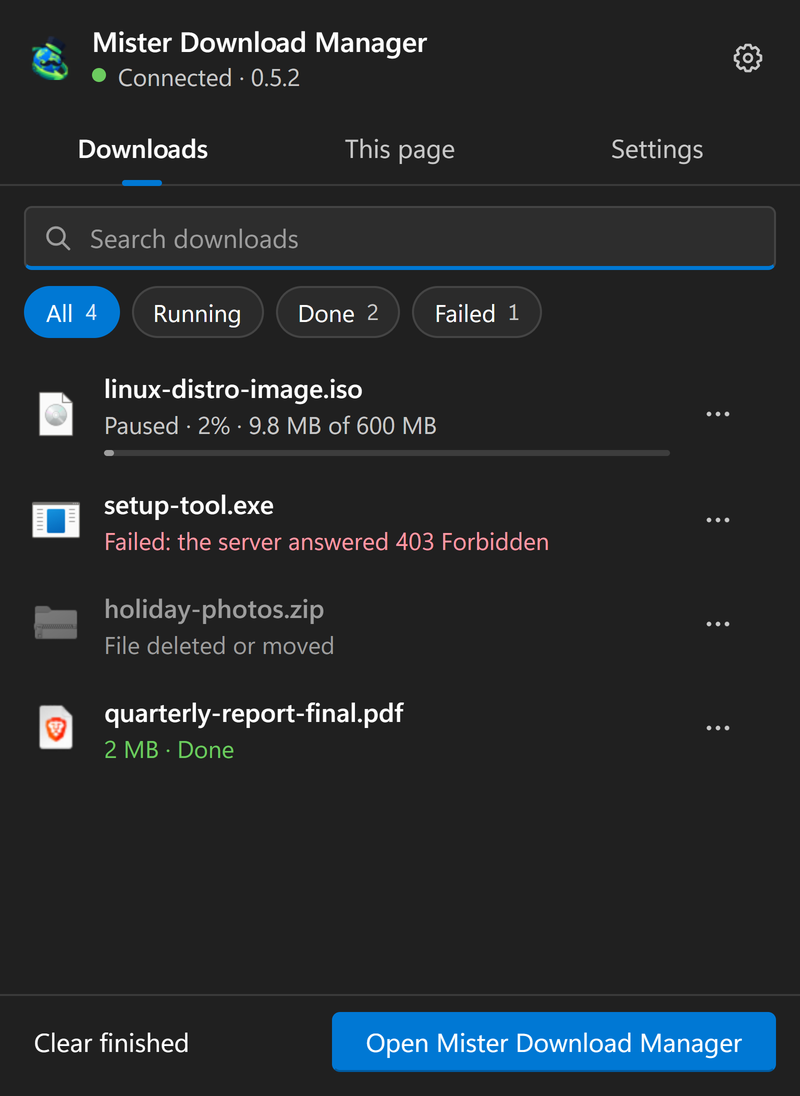 Mister Download Manager
Connected · 0.5.2
Downloads This page Settings
Search downloads
All 4 Running Done 2 Failed 1
linux-distro-image.iso
Paused · 2% · 9.8 MB of 600 MB
setup-tool.exe
Failed: the server answered 403 Forbidden
holiday-photos.zip
File deleted or moved
quarterly-report-final.pdf
2 MB · Done
Clear finished Open Mister Download Manager